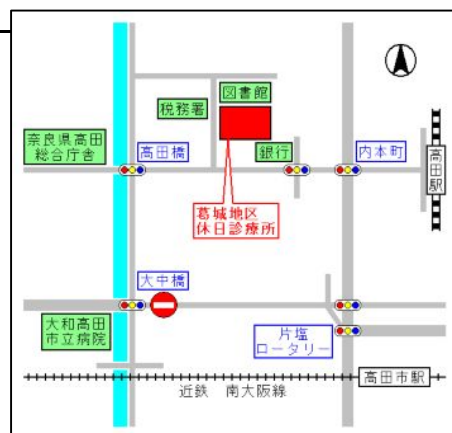 図書館
税務署
奈良県高田
総合庁舎
高田橋
銀行
内本町
高田駅
葛城地区
休日診療所
大中橋
大和高田
市立病院
片塩
ロータリー
高田市駅
近鉄　南大阪線